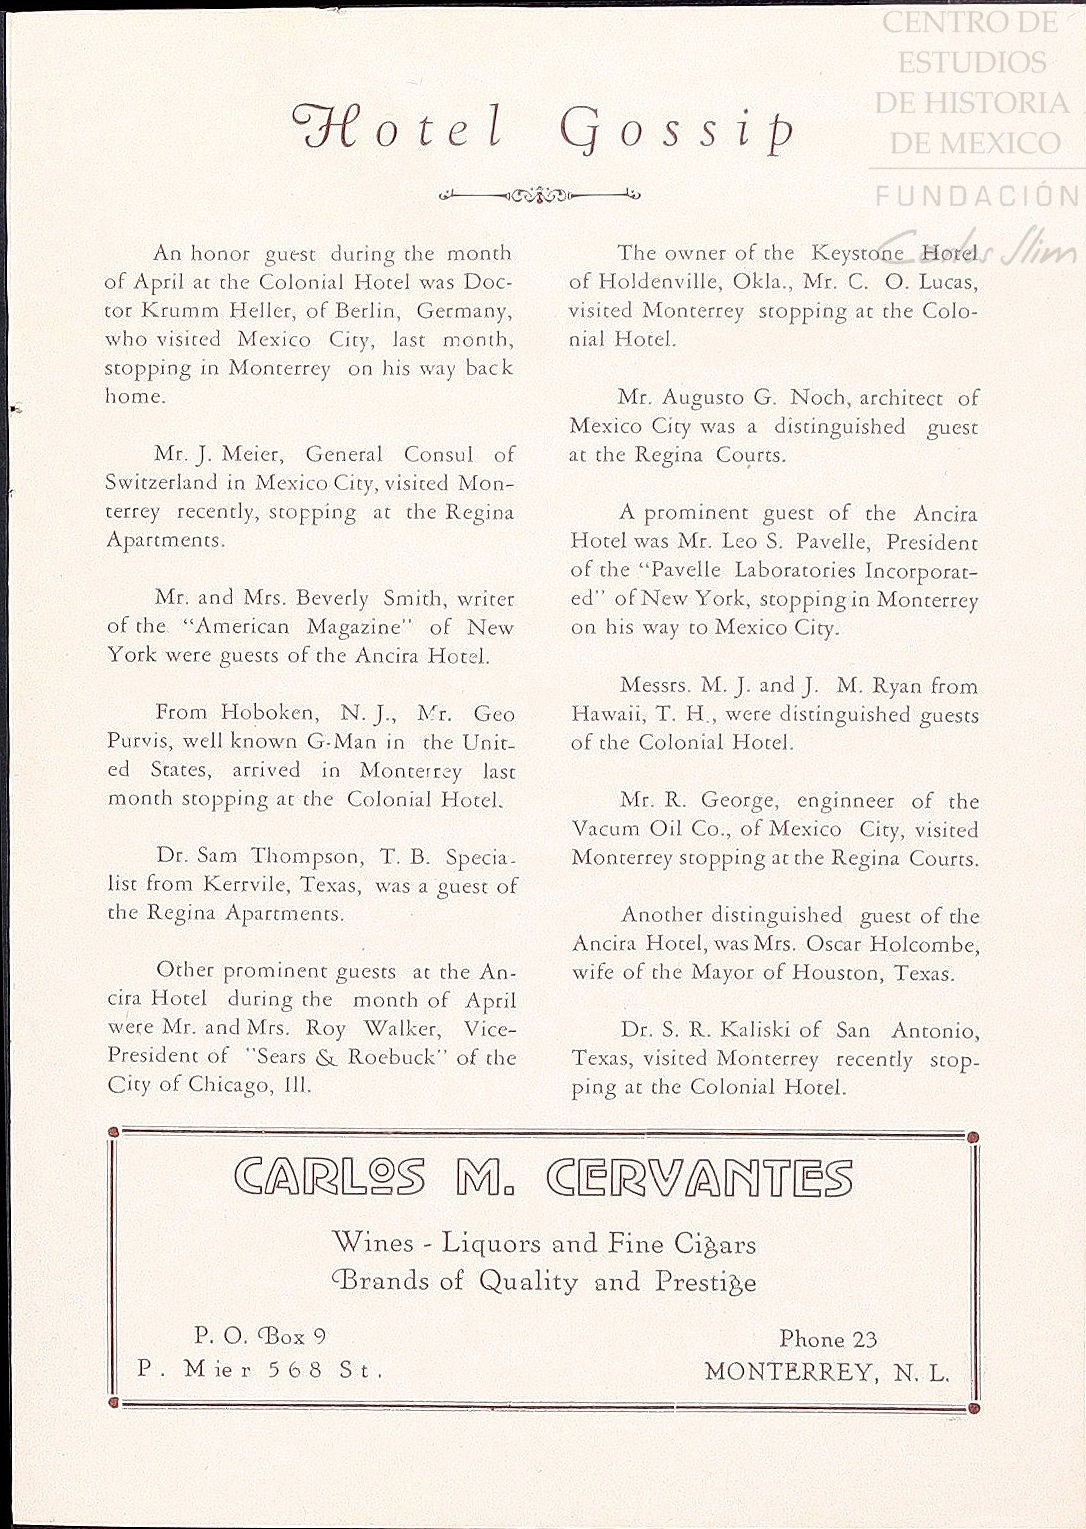 CENTRO DE
ESTUDIOS
DE HISTORIA
DE MEXICO
FUNDACIÓN
Carlos Slim
Hotel Gossip
An honor guest during the month
of April at the Colonial Hotel was Doc-
tor Krumm Heller, of Berlin, Germany,
who visited Mexico City, last month,
stopping in Monterrey on his way back
home.
Mr. J. Meier, General Consul of
Switzerland in Mexico City, visited Mon-
terrey recently, stopping at the Regina
Apartments.
Mr. and Mrs. Beverly Smith, writer
of the "American Magazine" of New
York were guests of the Ancira Hotel.
From Hoboken, N. J., Mr. Geo
Purvis, well known G-Man in the Unit-
ed States, arrived in Monterrey last
month stopping at the Colonial Hotel.
Dr. Sam Thompson, T. B. Specia-
list from Kerrvile, Texas, was a guest of
the Regina Apartments.
Other prominent guests at the An-
cira Hotel during the month of April
were Mr. and Mrs. Roy Walker, Vice-
President of "Sears & Roebuck" of the
City of Chicago, Ill.
The owner of the Keystone Hotel
of Holdenville, Okla., Mr. C. O. Lucas,
visited Monterrey stopping at the Colo-
nial Hotel.
Mr. Augusto G. Noch, architect of
Mexico City was a distinguished guest
at the Regina Courts.
A prominent guest of the Ancira
Hotel was Mr. Leo S. Pavelle, President
of the "Pavelle Laboratories Incorporat-
ed" of New York, stopping in Monterrey
on his way to Mexico City.
Messrs. M. J. and J. M. Ryan from
Hawaii, T. H., were distinguished guests
of the Colonial Hotel.
Mr. R. George, enginneer of the
Vacum Oil Co., of Mexico City, visited
Monterrey stopping at the Regina Courts.
Another distinguished guest of the
Ancira Hotel, was Mrs. Oscar Holcombe,
wife of the Mayor of Houston, Texas.
Dr. S. R. Kaliski of San Antonio,
Texas, visited Monterrey recently stop-
ping at the Colonial Hotel.
CARLOS M. CERVANTES
Wines - Liquors and Fine Cigars
Brands of Quality and Prestige
P. O. Box 9
P. Mier 568 St.
Phone 23
MONTERREY, N. L.